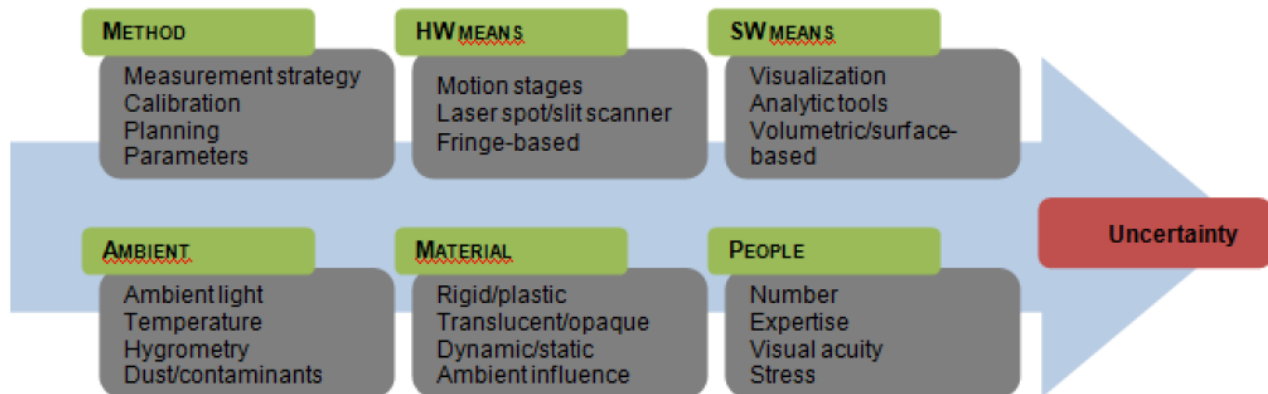 METHOD
Measurement strategy
Calibration
Planning
Parameters
HW MEANS
Motion stages
Laser spot/slit scanner
Fringe-based
SW MEANS
Visualization
Analytic tools
Volumetric/surface-
based
AMBIENT
Ambient light
Temperature
Hygrometry
Dust/contaminants
MATERIAL
Rigid/plastic
Translucent/opaque
Dynamic/static
Ambient influence
PEOPLE
Number
Expertise
Visual acuity
Stress
Uncertainty